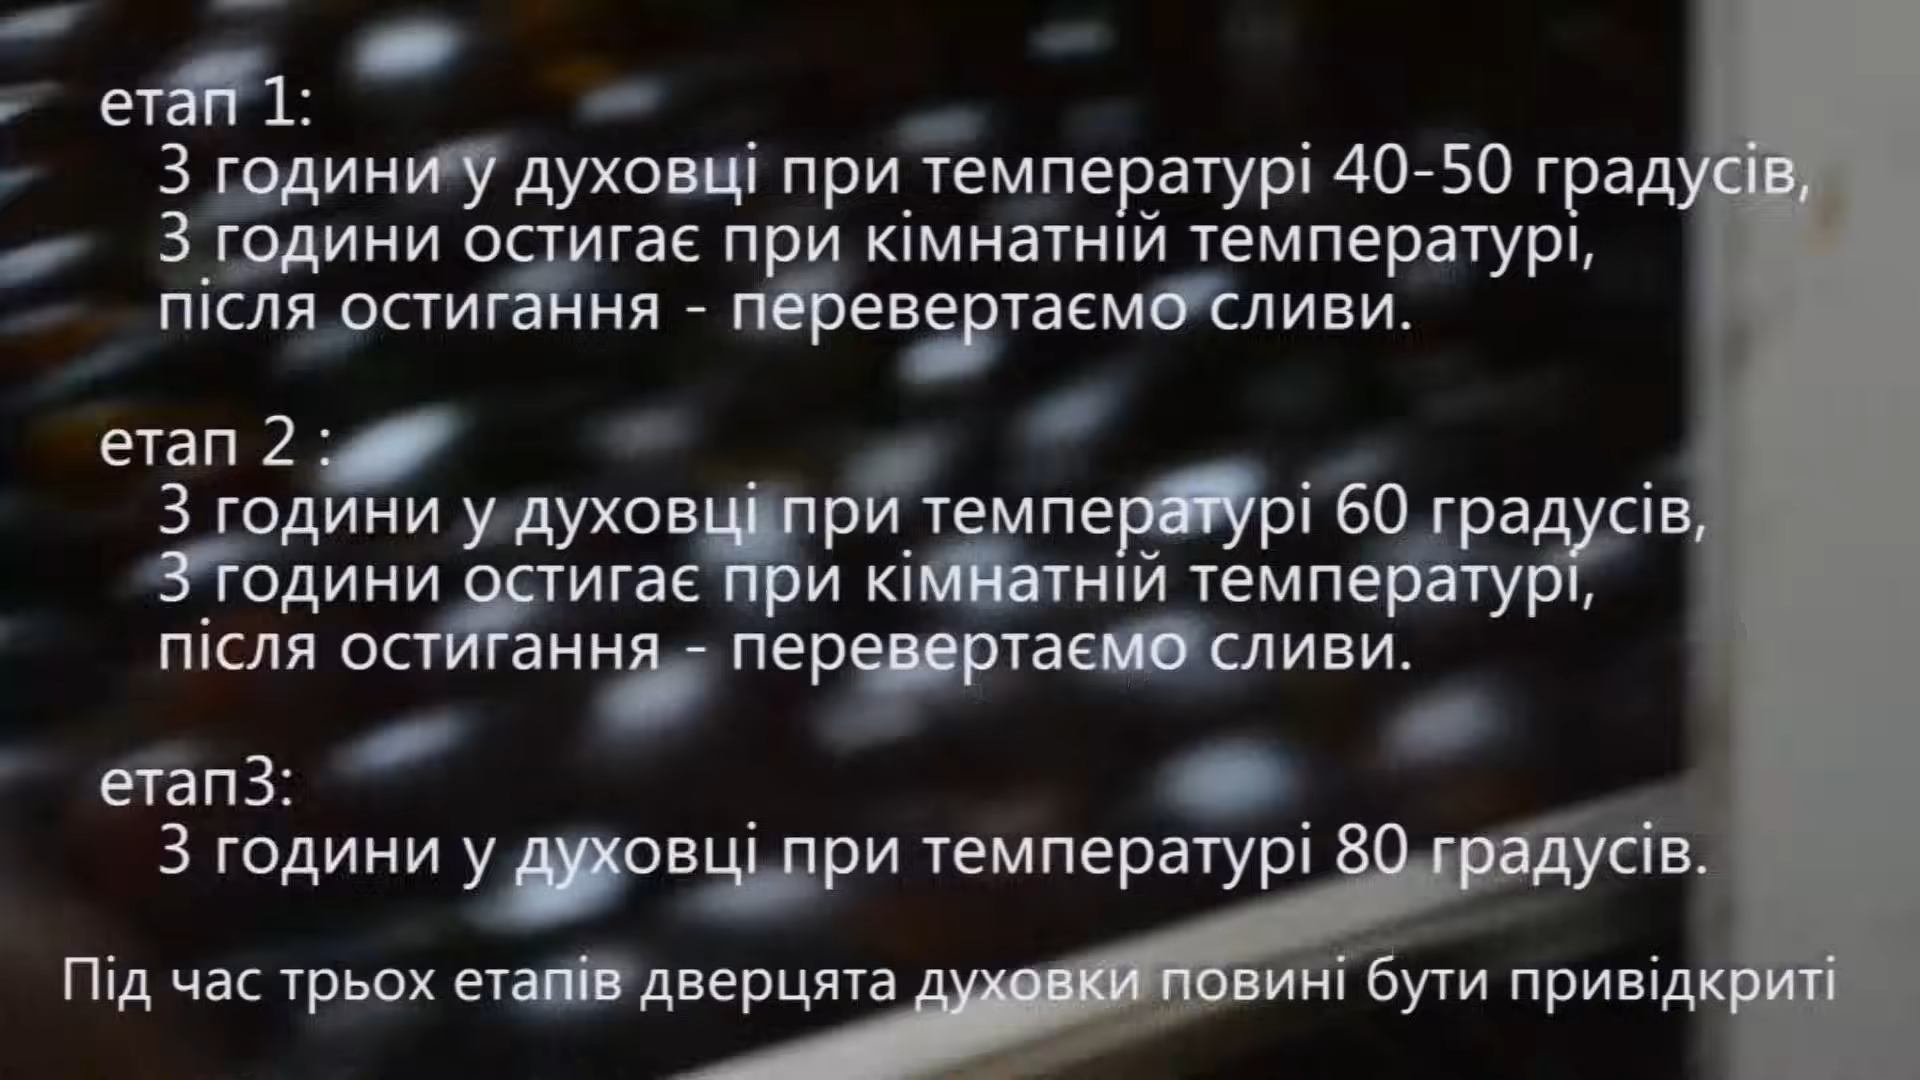 етап 1:
3 години у духовці при температурі 40-50 градусів,
3 години остигає при кімнатній температурі,
після остигання - перевертаємо сливи.
етап 2 :
3 години у духовці при температурі 60 градусів,
3 години остигає при кімнатній температурі,
після остигання - перевертаємо сливи.
етап3:
3 години у духовці при температурі 80 градусів.
Під час трьох етапів дверцята духовки повині бути привідкриті